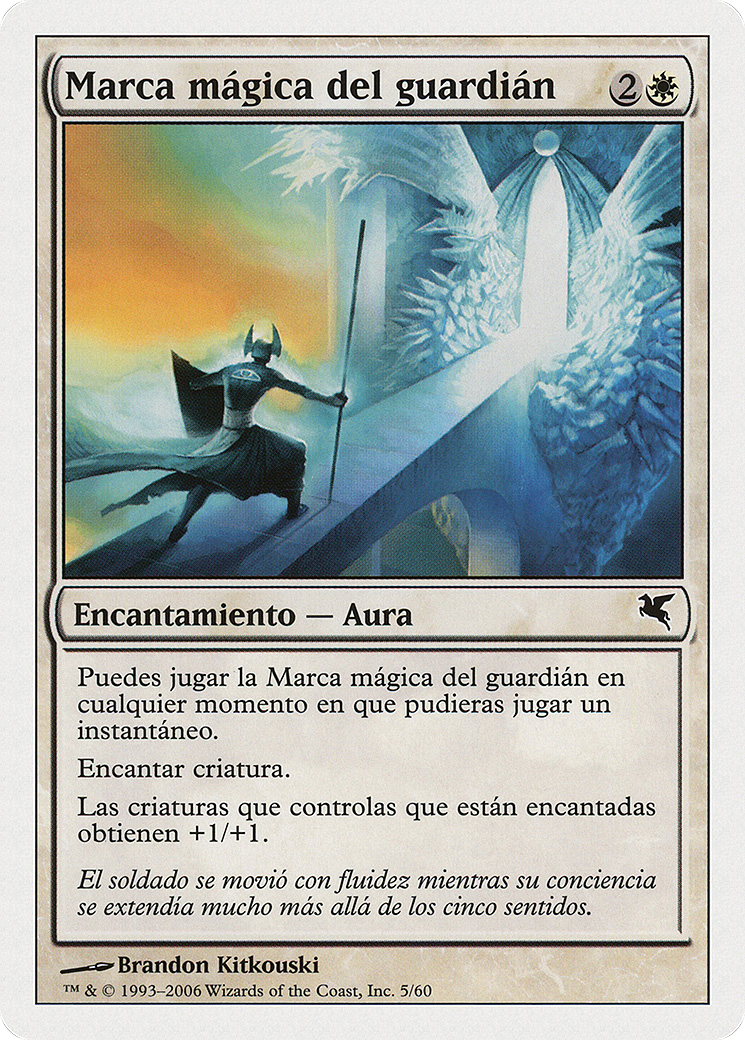 Marca mágica del guardián 2
Encantamiento — Aura
Puedes jugar la Marca mágica del guardián en
cualquier momento en que pudieras jugar un
instantáneo.
Encantar criatura.
Las criaturas que controlas que están encantadas
obtienen +1/+1.
El soldado se movió con fluidez mientras su conciencia
se extendía mucho más allá de los cinco sentidos.
Brandon Kitkouski
™ & © 1993–2006 Wizards of the Coast, Inc. 5/60